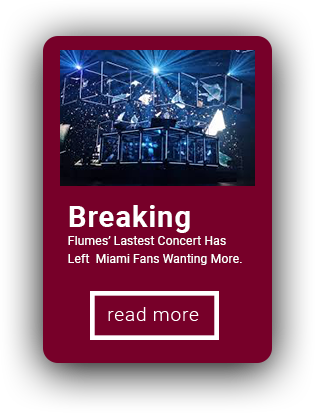 Breaking
Flumes' Lastest Concert Has
Left Miami Fans Wanting More.
read more